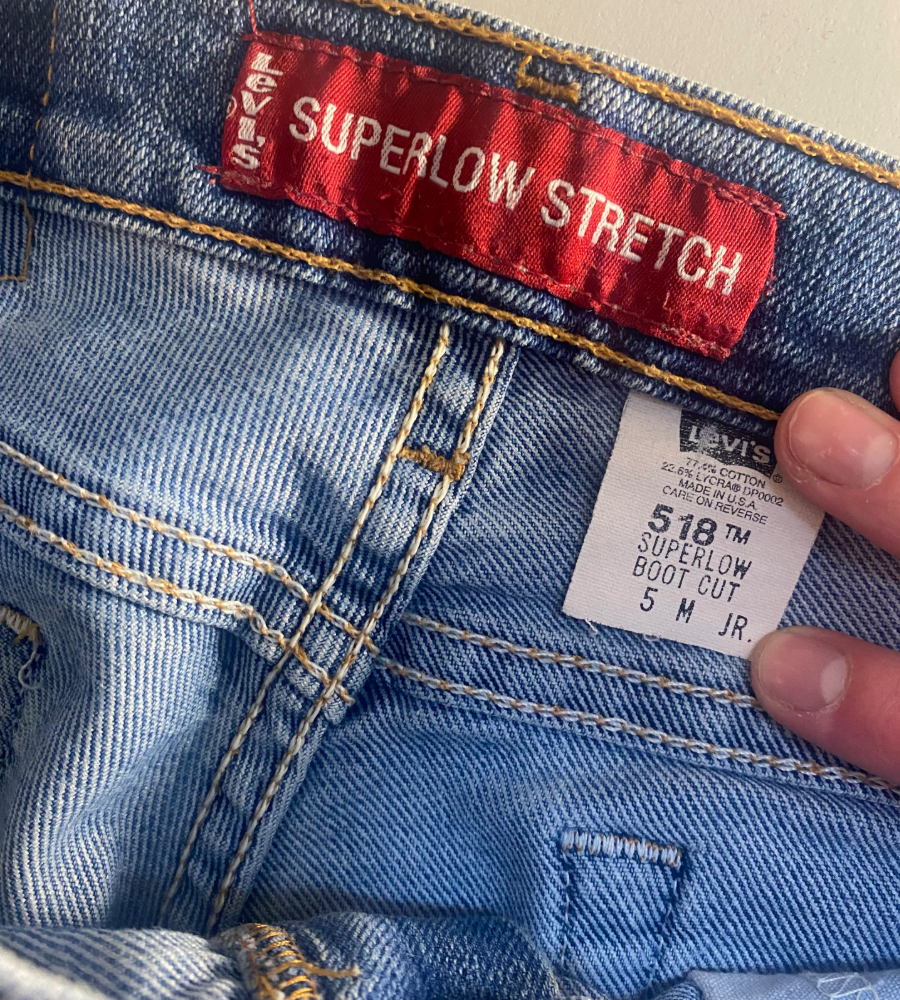 Levi's
SUPERLOW STRETCH
Levi's ®
77.4% COTTON
22.6% LYCRA® DP0002
MADE IN U.S.A.
CARE ON REVERSE
518™
SUPERLOW
BOOT CUT
5 M JR.